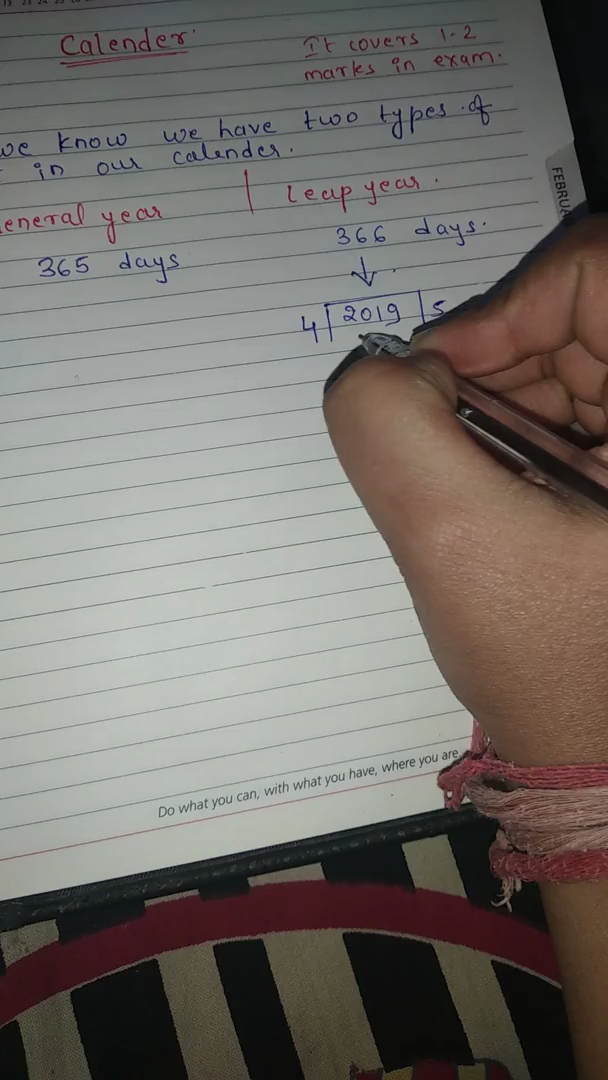 Calender
It covers 1-2
marks in exam.
we know we have two types of
in our calender.
eneral year
Leap year.
365 days
366 days.
4 2019 5
FEBRUA
Do what you can, with what you have, where you are.